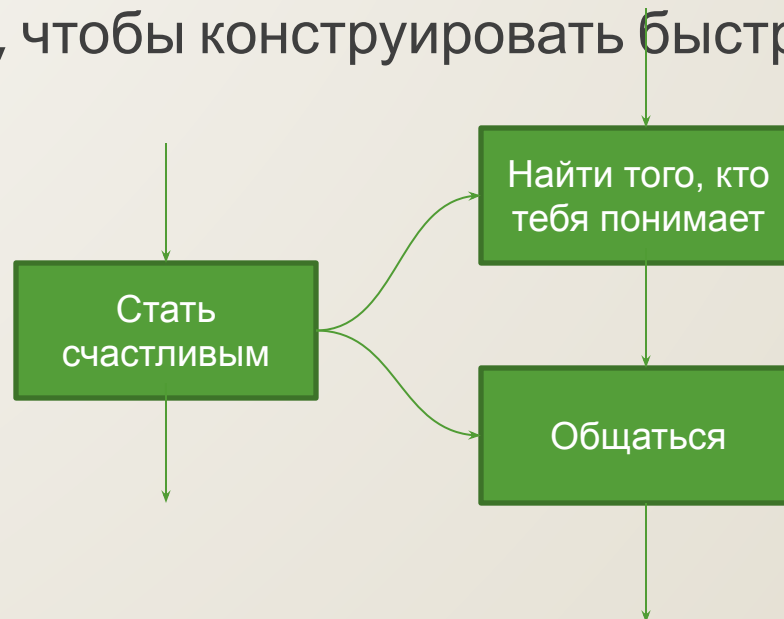 , чтобы конструировать быстр
Найти того, кто
тебя понимает
Стать
счастливым
Общаться